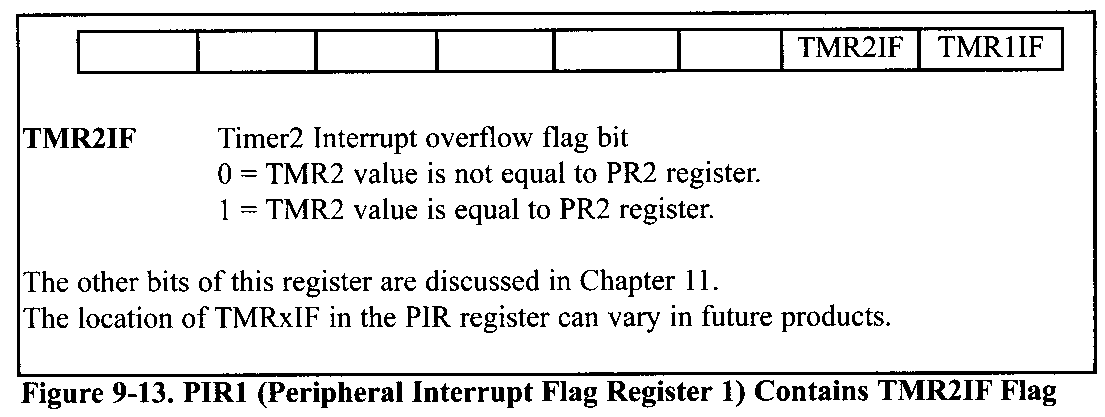 TMR2IF TMR1IF
TMR2IF Timer2 Interrupt overflow flag bit
0 = TMR2 value is not equal to PR2 register.
1 = TMR2 value is equal to PR2 register.
The other bits of this register are discussed in Chapter 11.
The location of TMRxIF in the PIR register can vary in future products.
Figure 9-13. PIR1 (Peripheral Interrupt Flag Register 1) Contains TMR2IF Flag